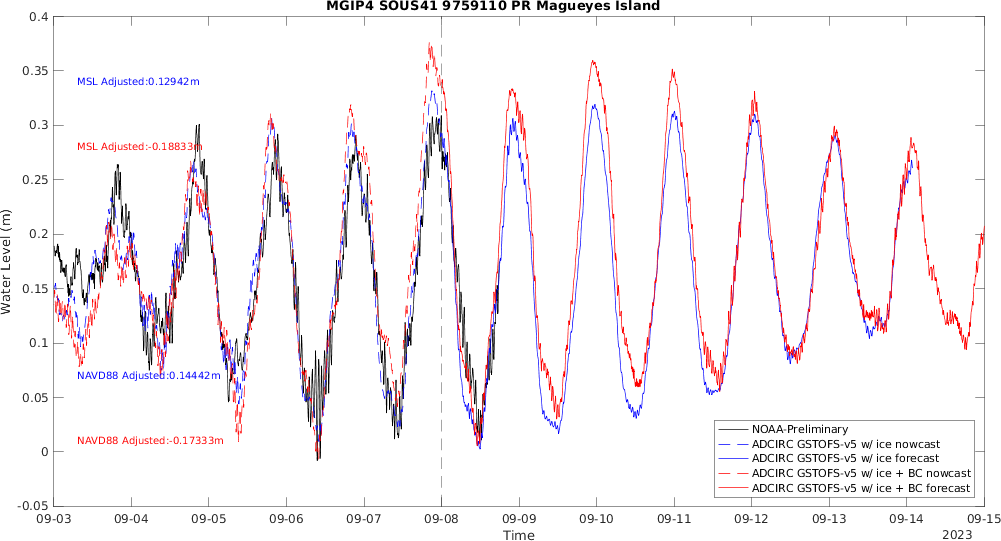 MGIP4 SOUS41 9759110 PR Magueyes Island
0.4
0.35
0.3
0.25
0.2
0.15
0.1
0.05
0
-0.05
Water Level (m)
MSL Adjusted:0.12942m
MSL Adjusted:-0.18833m
NAVD88 Adjusted:0.14442m
NAVD88 Adjusted:-0.17333m
NOAA-Preliminary
ADCIRC GSTOFS-v5 w/ ice nowcast
ADCIRC GSTOFS-v5 w/ ice forecast
ADCIRC GSTOFS-v5 w/ ice + BC nowcast
ADCIRC GSTOFS-v5 w/ ice + BC forecast
09-03 09-04 09-05 09-06 09-07 09-08 09-09 09-10 09-11 09-12 09-13 09-14 09-15
Time
2023